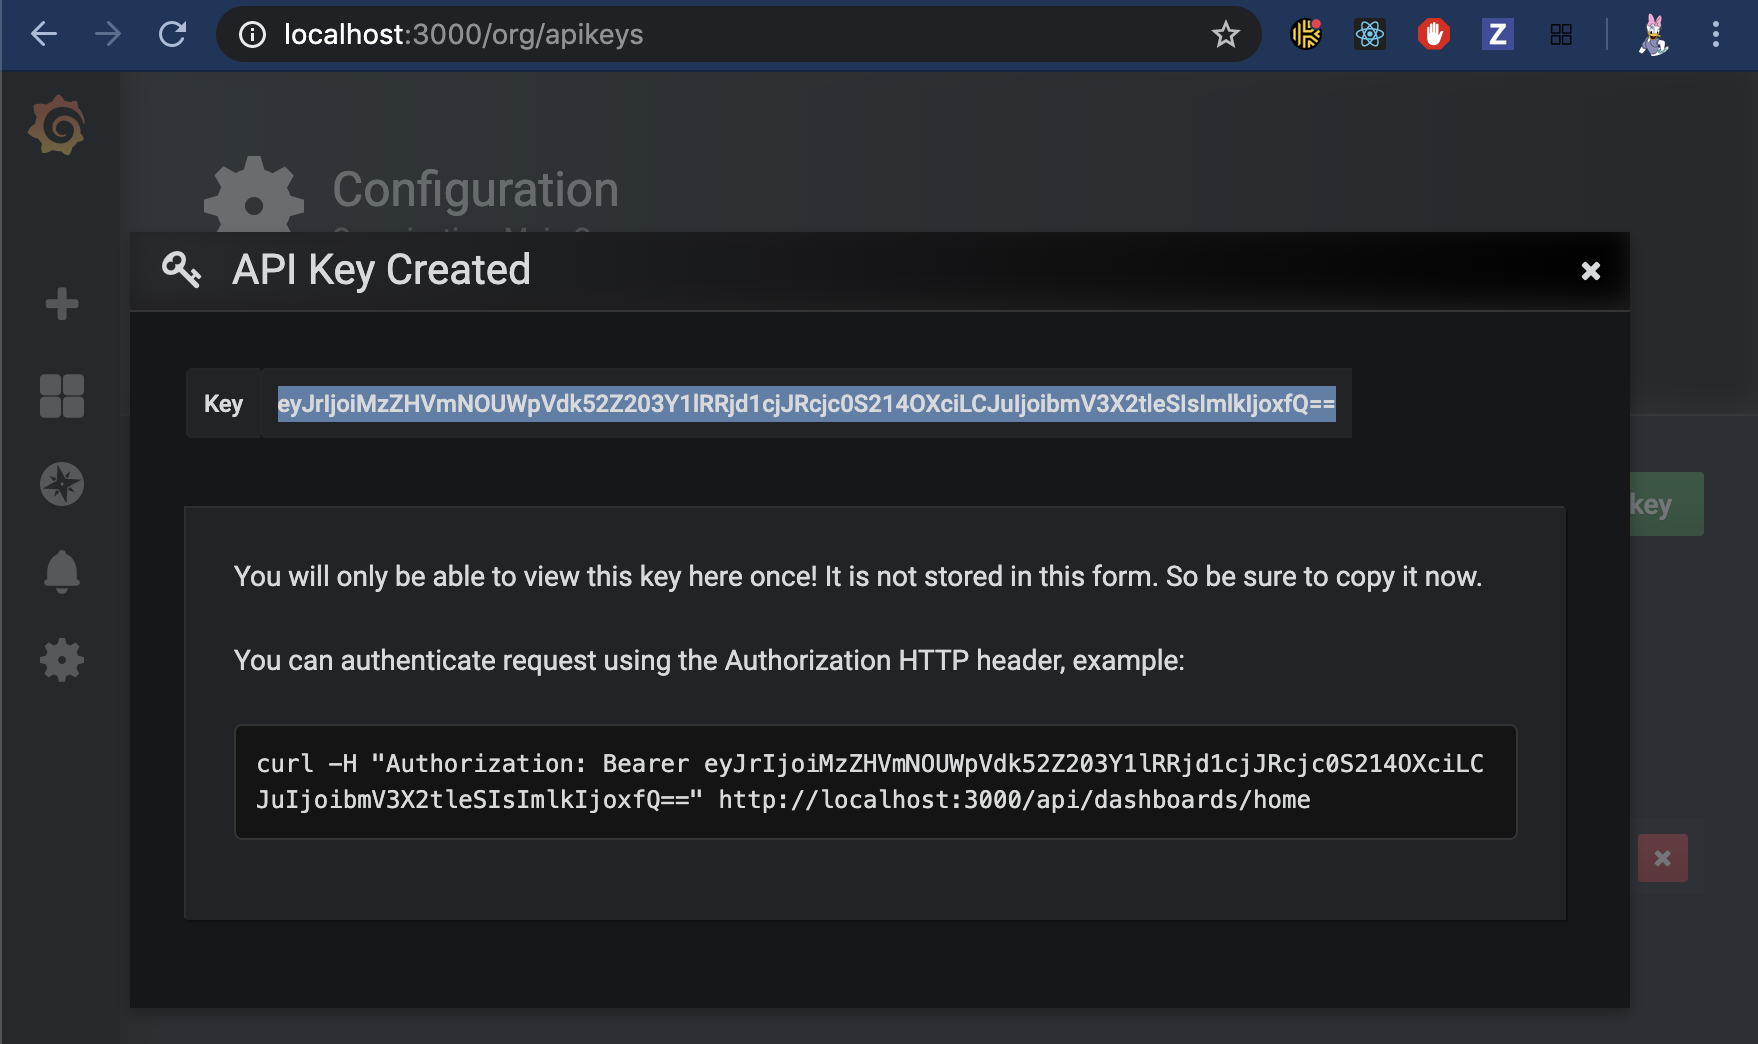 localhost:3000/org/apikeys
Z
Configuration
API Key Created
Key eyJrIjoiMzZHVmNOUWpVdk52Z203Y1lRRjd1cjJRcjc0S214OXciLCJuIjoibmV3X2tleSIsImlkIjoxfQ==
key
You will only be able to view this key here once! It is not stored in this form. So be sure to copy it now.
You can authenticate request using the Authorization HTTP header, example:
curl -H "Authorization: Bearer eyJrIjoiMzZHVmNOUWpVdk52Z203Y1lRRjd1cjJRcjc0S214OXciLC
JuIjoibmV3X2tleSIsImlkIjoxfQ==" http://localhost:3000/api/dashboards/home